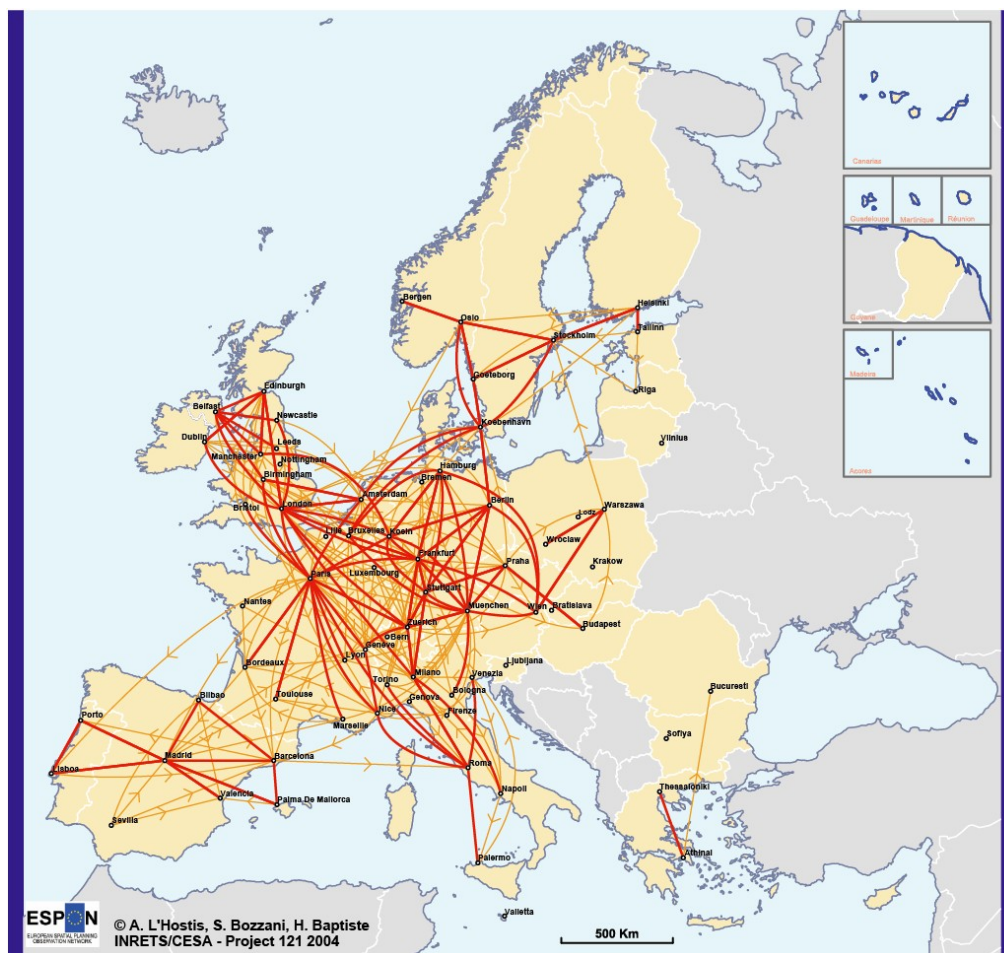 Canarias
Guadeloupe
Martinique
Réunion
Guyane
Madeira
Acores
Bergen
Oslo
Helsinki
Tallinn
Stockholm
Goeteborg
Riga
Edinburgh
Belfast
Newcastle
Koebenhavn
Dublin
Leeds
Vilnius
Manchester
Nottingham
Birmingham
Hamburg
Bremen
Amsterdam
Bristol
London
Berlin
Warszawa
Lodz
Lille
Bruxelles
Koeln
Wroclaw
Frankfurt
Praha
Krakow
Luxembourg
Paris
Stuttgart
Nantes
Muenchen
Wien
Bratislava
Zuerich
Budapest
Bern
Geneve
Lyon
Bordeaux
Ljubljana
Milano
Venezia
Torino
Bologna
Bucuresti
Bilbao
Toulouse
Genova
Porto
Nice
Firenze
Marseille
Sofiya
Madrid
Barcelona
Roma
Lisboa
Thessaloniki
Napoli
Valencia
Palma De Mallorca
Sevilla
Athinai
Palermo
Valletta
ESPON
EUROPEAN SPATIAL PLANNING
OBSERVATION NETWORK
© A. L'Hostis, S. Bozzani, H. Baptiste
INRETS/CESA - Project 121 2004
500 Km